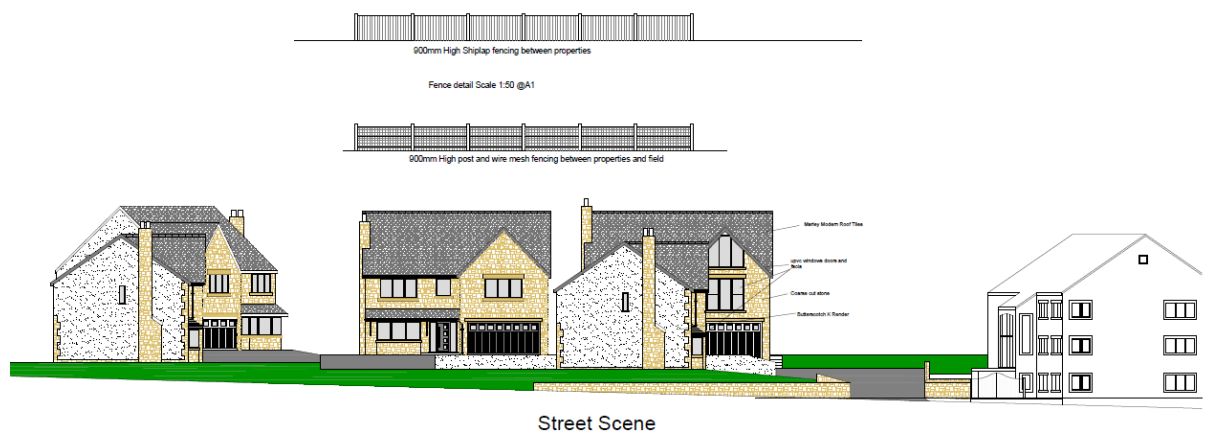 900mm High Shiplap fencing between properties
Fence detail Scale 1:50 @A1
900mm High post and wire mesh fencing between properties and field
Marley Modern Roof Tiles
upvc windows doors and
facia
Coarse cut stone
Butterscotch K Render
Street Scene